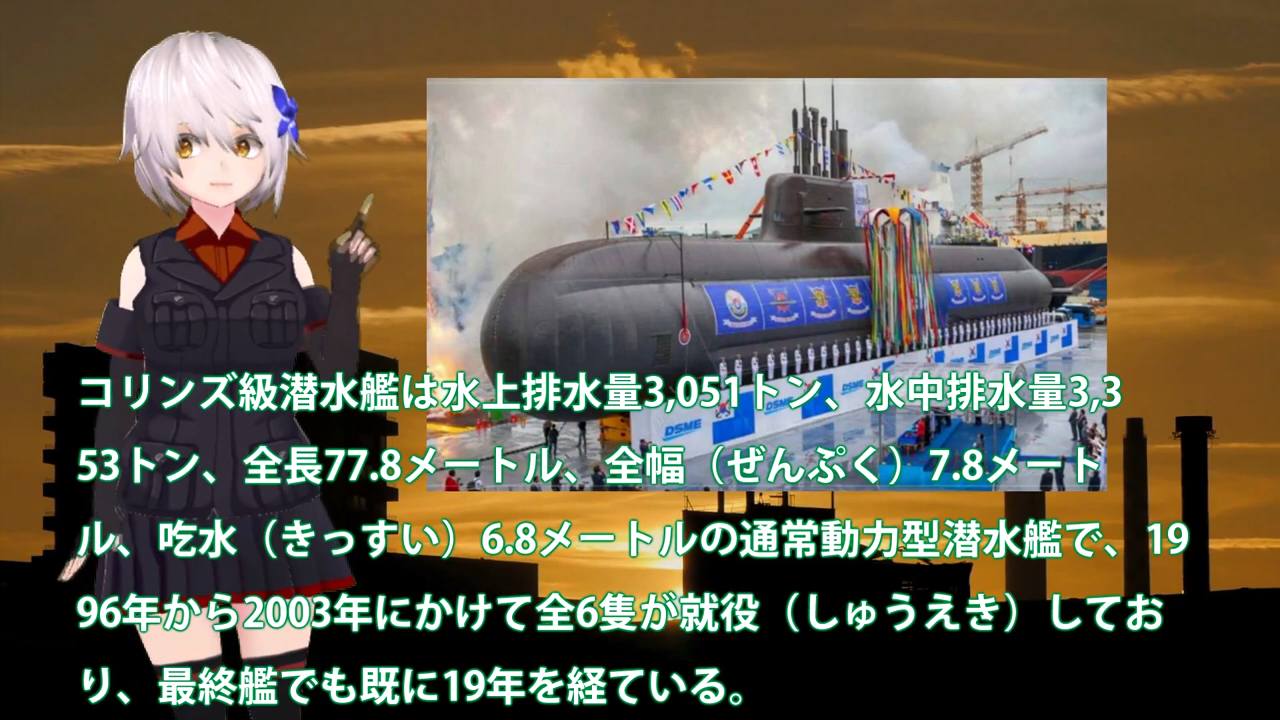 コリンズ級潜水艦は水上排水量3,051トン、水中排水量3,3
53トン、全長77.8メートル、全幅（ぜんぷく）7.8メート
ル、吃水（きっすい）6.8メートルの通常動力型潜水艦で、19
96年から2003年にかけて全6隻が就役（しゅうえき）してお
り、最終艦でも既に19年を経ている。
DSME
DSME
DSME